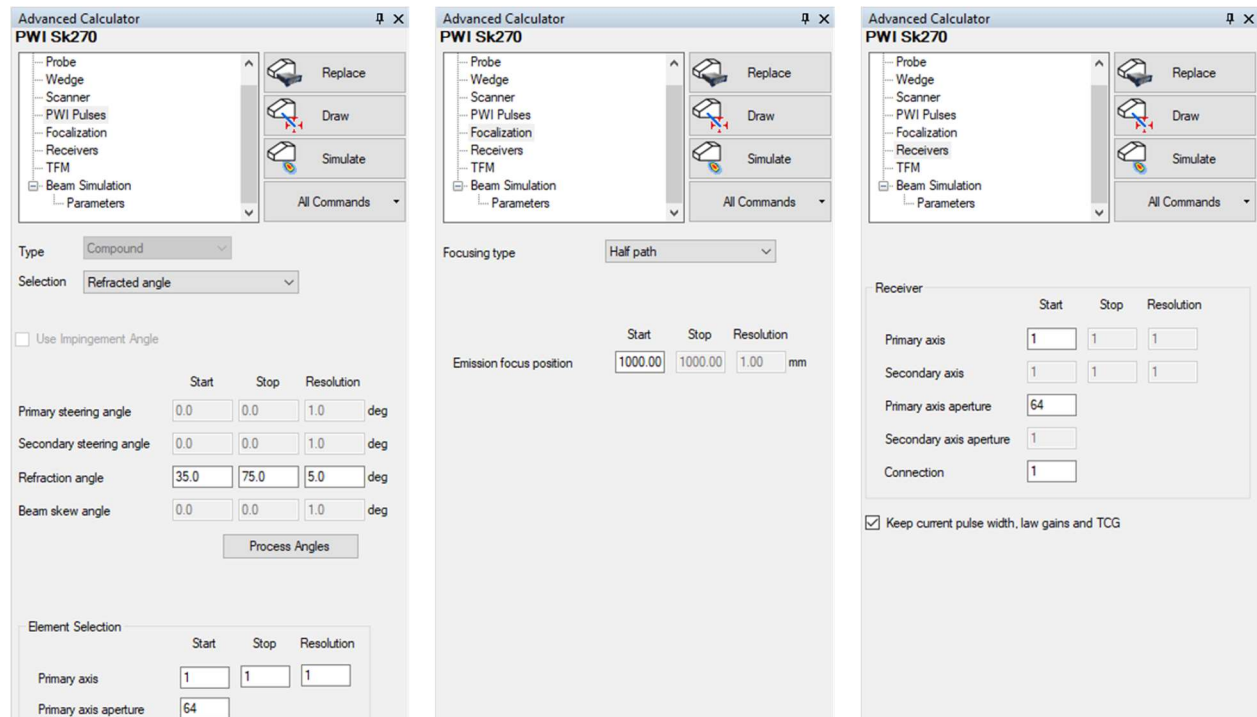 Advanced Calculator
PWI Sk270
Probe
Wedge
Scanner
PWI Pulses
Focalization
Receivers
TFM
Beam Simulation
Parameters
Replace
Draw
Simulate
All Commands
Type Compound
Selection Refracted angle
Use Impingement Angle
Start Stop Resolution
Primary steering angle 0.0 0.0 1.0 deg
Secondary steering angle 0.0 0.0 1.0 deg
Refraction angle 35.0 75.0 5.0 deg
Beam skew angle 0.0 0.0 1.0 deg
Process Angles
Element Selection
Start Stop Resolution
Primary axis 1 1 1
Primary axis aperture 64
Advanced Calculator
PWI Sk270
Probe
Wedge
Scanner
PWI Pulses
Focalization
Receivers
TFM
Beam Simulation
Parameters
Replace
Draw
Simulate
All Commands
Focusing type Half path
Start Stop Resolution
Emission focus position 1000.00 1000.00 1.00 mm
Advanced Calculator
PWI Sk270
Probe
Wedge
Scanner
PWI Pulses
Focalization
Receivers
TFM
Beam Simulation
Parameters
Replace
Draw
Simulate
All Commands
Receiver
Start Stop Resolution
Primary axis 1 1 1
Secondary axis 1 1 1
Primary axis aperture 64
Secondary axis aperture 1
Connection 1
Keep current pulse width, law gains and TCG